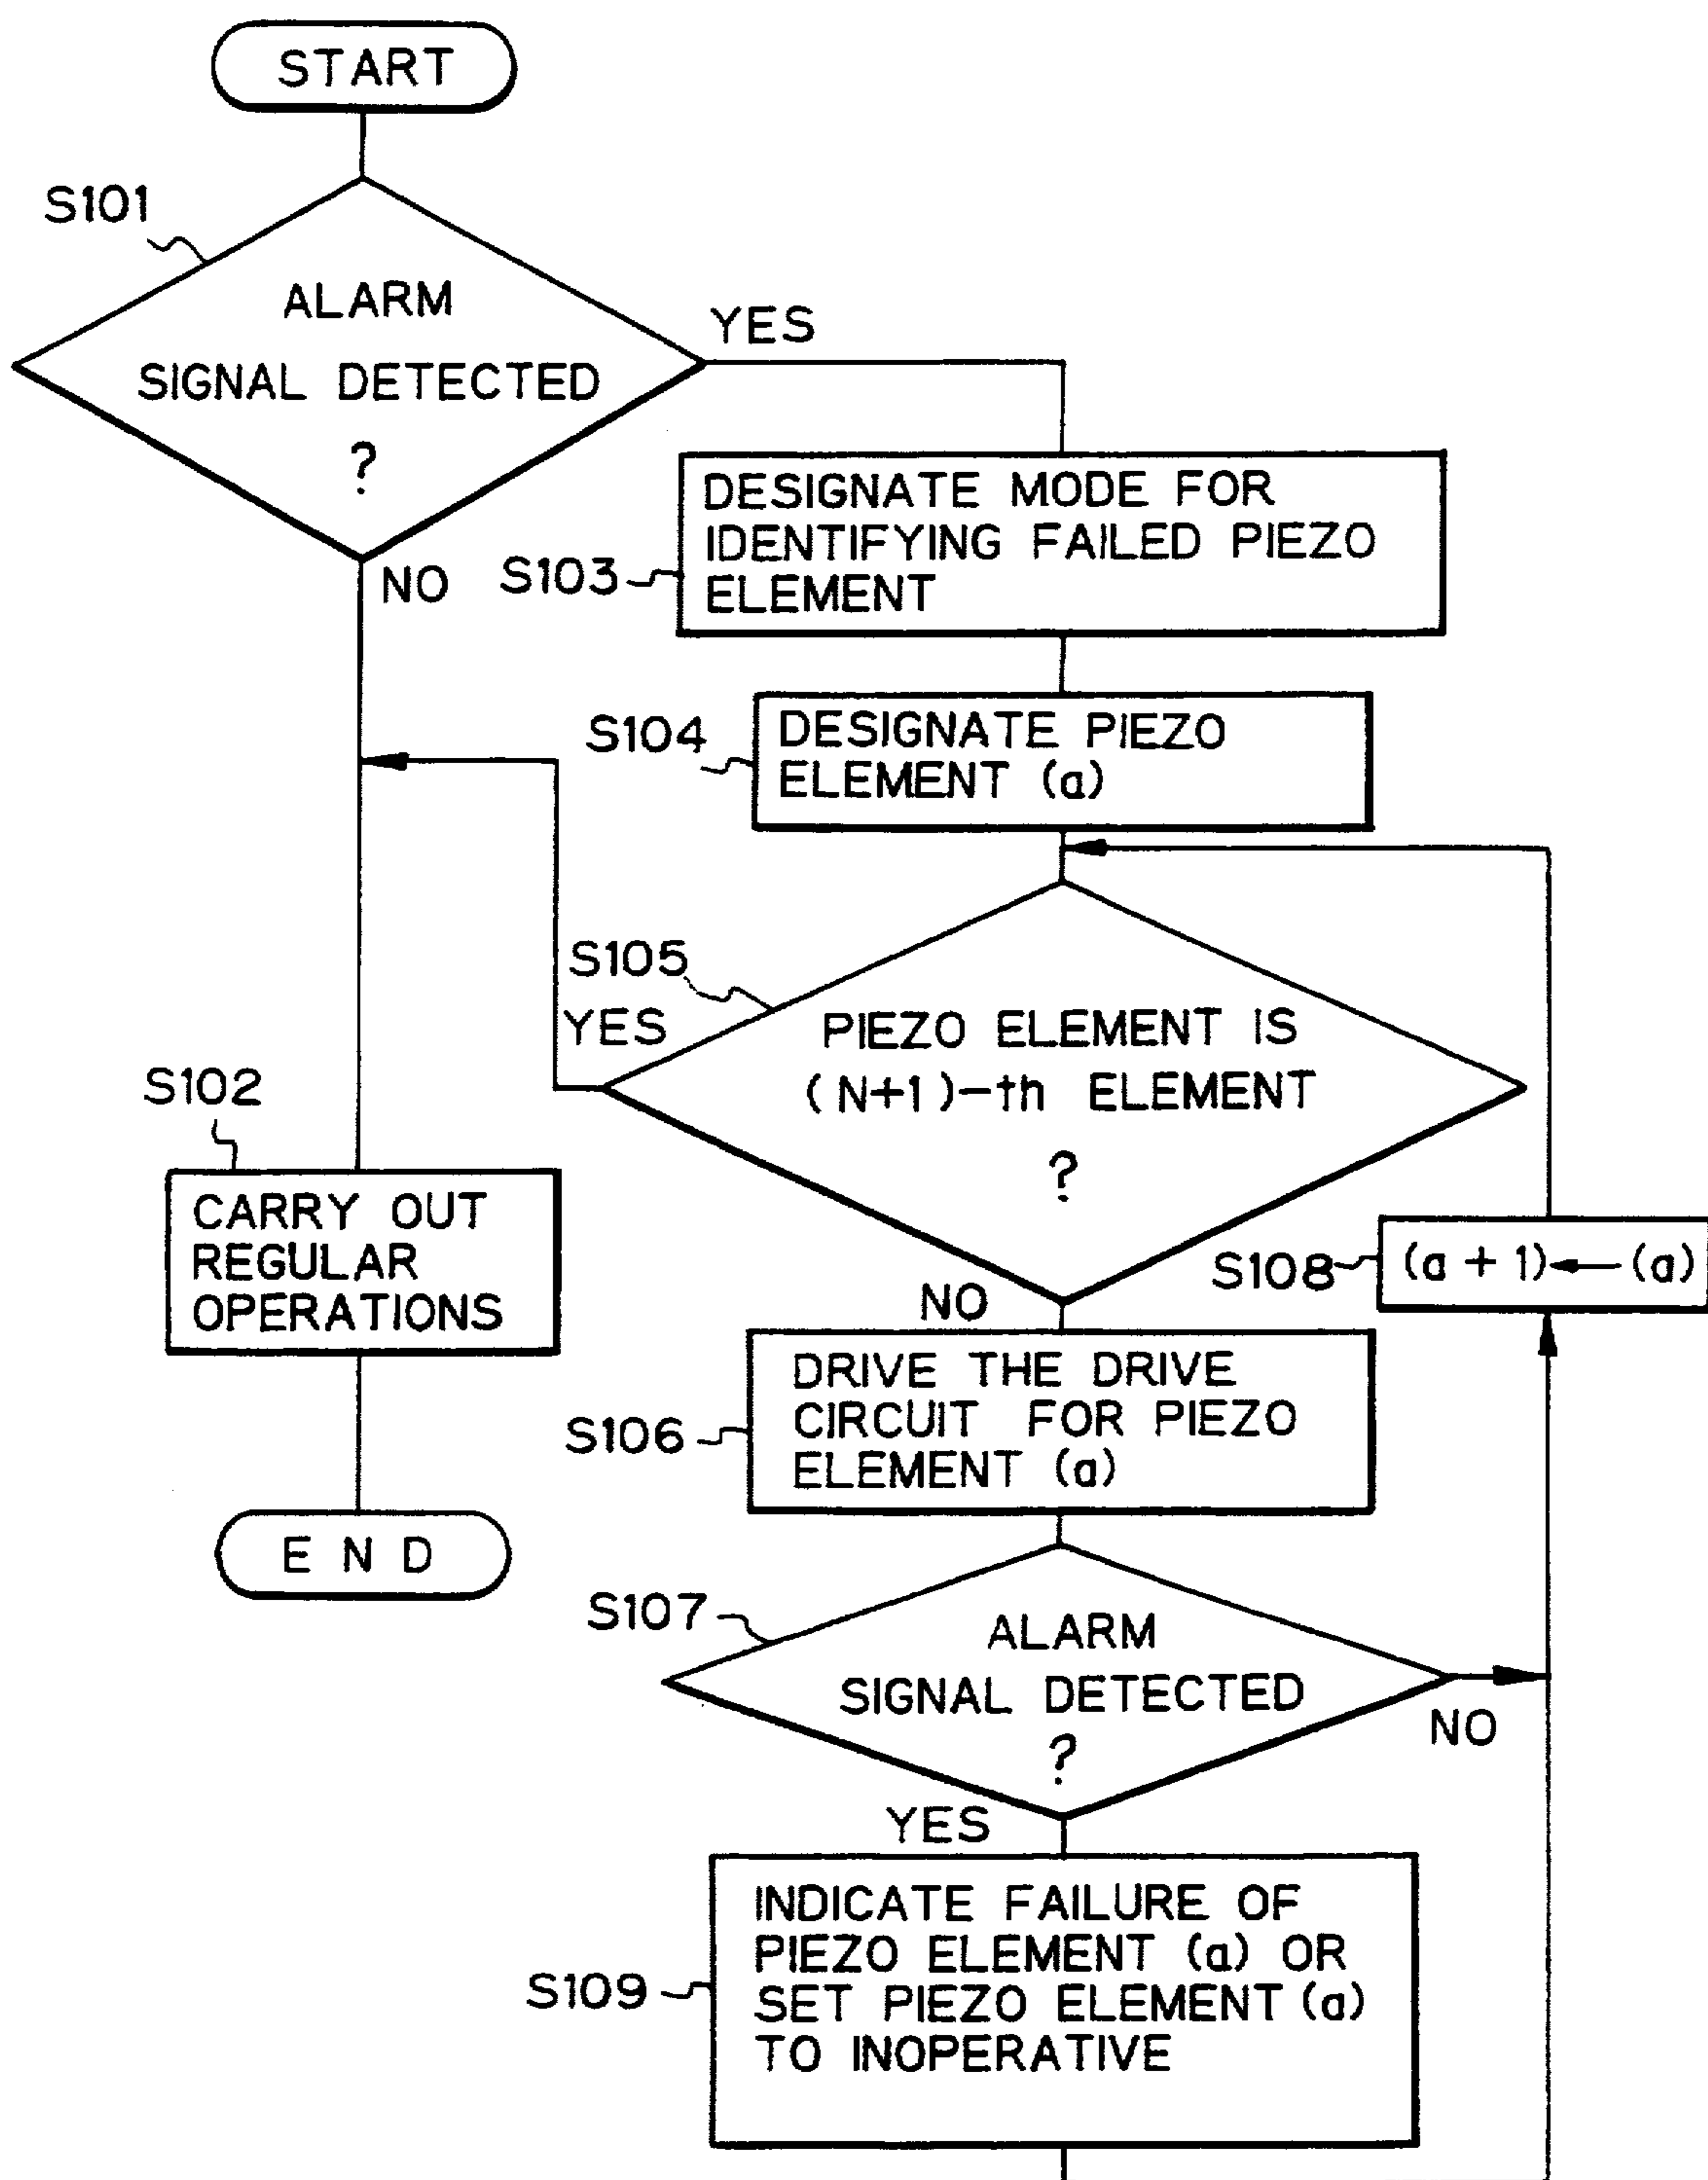 START
S101
ALARM
SIGNAL DETECTED
?
YES
NO
S103
DESIGNATE MODE FOR
IDENTIFYING FAILED PIEZO
ELEMENT
S104
DESIGNATE PIEZO
ELEMENT (a)
S105
YES
PIEZO ELEMENT IS
(N+1)-th ELEMENT
?
NO
S102
CARRY OUT
REGULAR
OPERATIONS
END
S108
(a + 1) ← (a)
S106
DRIVE THE DRIVE
CIRCUIT FOR PIEZO
ELEMENT (a)
S107
ALARM
SIGNAL DETECTED
?
NO
YES
S109
INDICATE FAILURE OF
PIEZO ELEMENT (a) OR
SET PIEZO ELEMENT (a)
TO INOPERATIVE